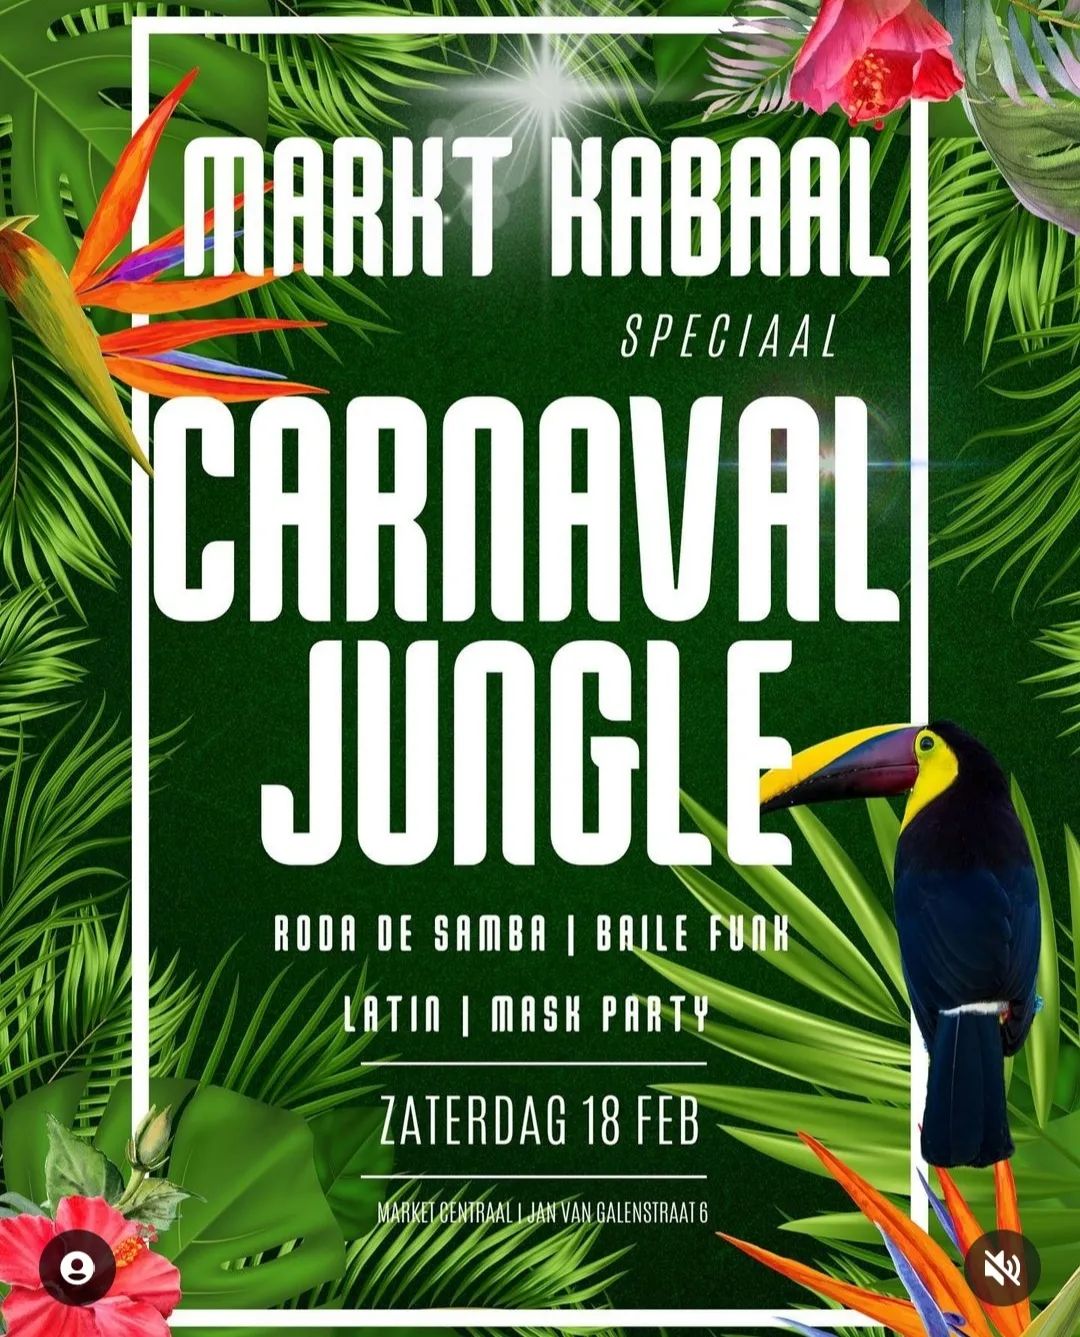 MARKT KABAAL
SPECIAAL
CARNAVAL
JUNGLE
RODA DE SAMBA | BAILE FUNK
LATIN | MASK PARTY
ZATERDAG 18 FEB
MARKET CENTRAAL | JAN VAN GALENSTRAAT 6